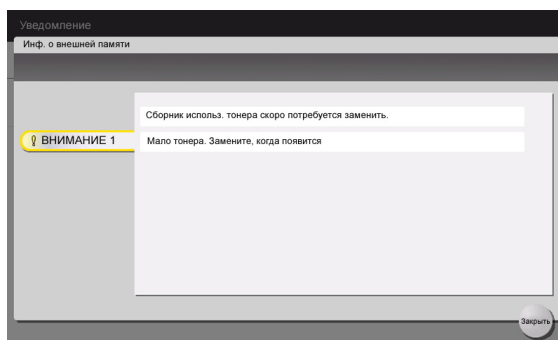 Уведомление
Инф. о внешней памяти
Сборник использ. тонера скоро потребуется заменить.
ВНИМАНИЕ 1
Мало тонера. Замените, когда появится
Закрыть